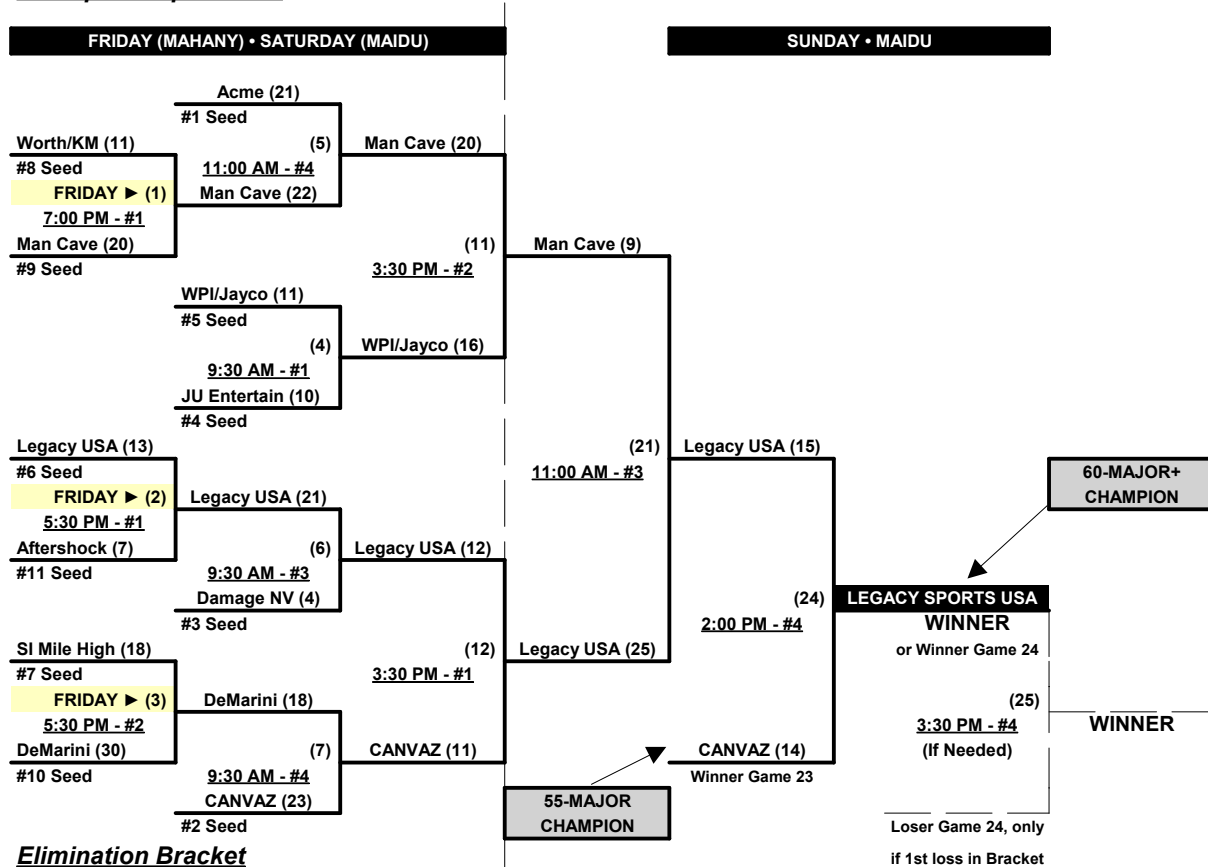 FRIDAY (MAHANY) • SATURDAY (MAIDU)
SUNDAY • MAIDU
Acme (21)
#1 Seed
Worth/KM (11)
(5)
Man Cave (20)
#8 Seed
11:00 AM - #4
FRIDAY ► (1)
Man Cave (22)
7:00 PM - #1
Man Cave (20)
(11)
Man Cave (9)
#9 Seed
3:30 PM - #2
WPI/Jayco (11)
#5 Seed
(4)
WPI/Jayco (16)
9:30 AM - #1
JU Entertain (10)
#4 Seed
Legacy USA (13)
(21)
Legacy USA (15)
#6 Seed
11:00 AM - #3
60-MAJOR+
CHAMPION
FRIDAY ► (2)
Legacy USA (21)
5:30 PM - #1
Aftershock (7)
(6)
Legacy USA (12)
#11 Seed
9:30 AM - #3
Damage NV (4)
(24)
LEGACY SPORTS USA
#3 Seed
2:00 PM - #4
WINNER
SI Mile High (18)
(12)
Legacy USA (25)
or Winner Game 24
#7 Seed
3:30 PM - #1
FRIDAY ► (3)
DeMarini (18)
(25)
5:30 PM - #2
3:30 PM - #4
WINNER
DeMarini (30)
(7)
CANVAZ (11)
CANVAZ (14)
(If Needed)
#10 Seed
9:30 AM - #4
Winner Game 23
CANVAZ (23)
55-MAJOR
CHAMPION
#2 Seed
Loser Game 24, only
Elimination Bracket
if 1st loss in Bracket